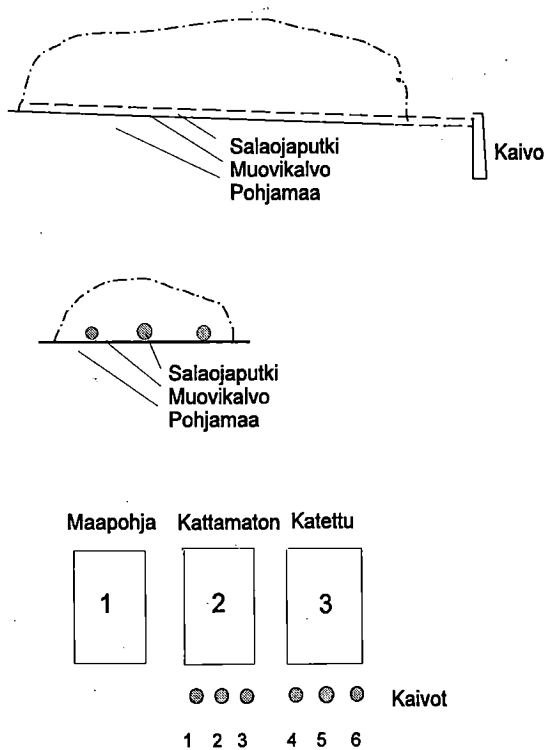 Salaojaputki
Muovikalvo
Pohjamaa
Kaivo
Salaojaputki
Muovikalvo
Pohjamaa
Maapohja Kattamaton Katettu
1 2 3
Kaivot
1 2 3 4 5 6